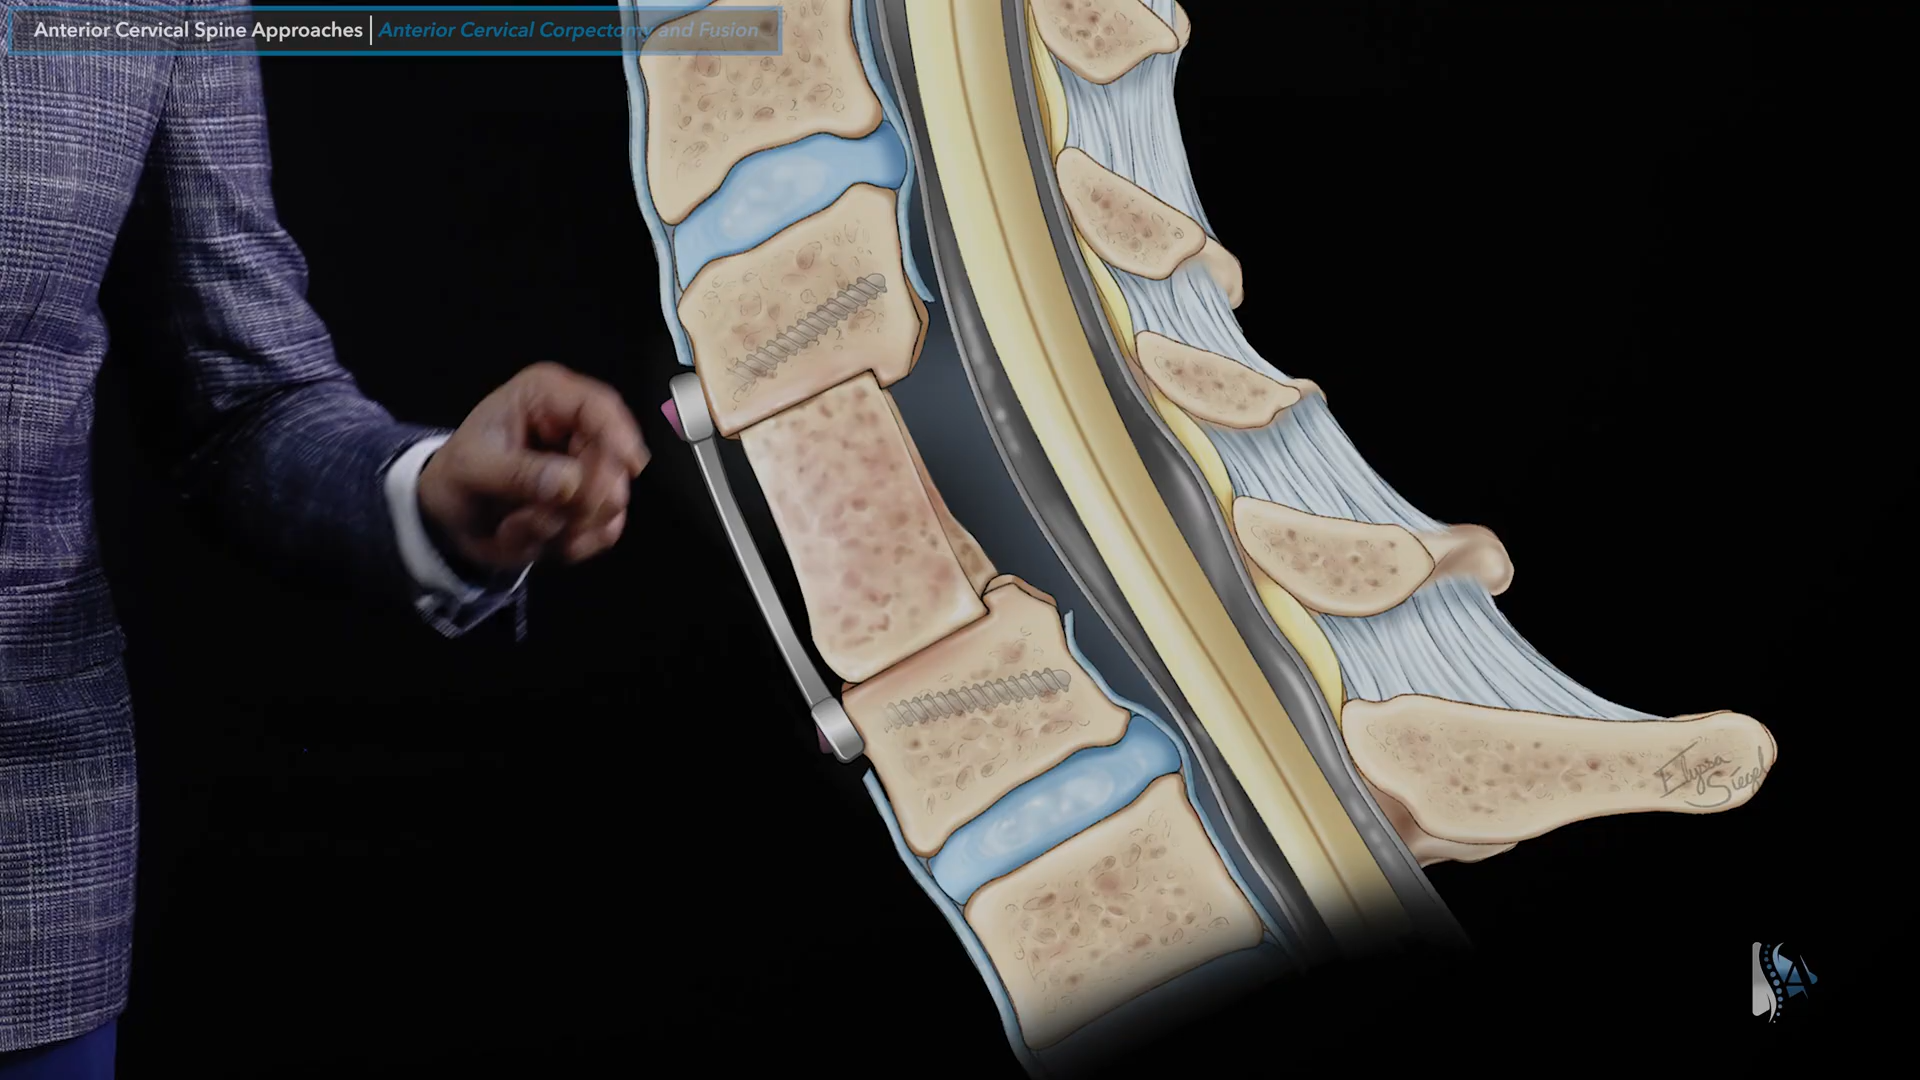 Anterior Cervical Spine Approaches | Anterior Cervical Corpectomy and Fusion
Elyssa
Siegel